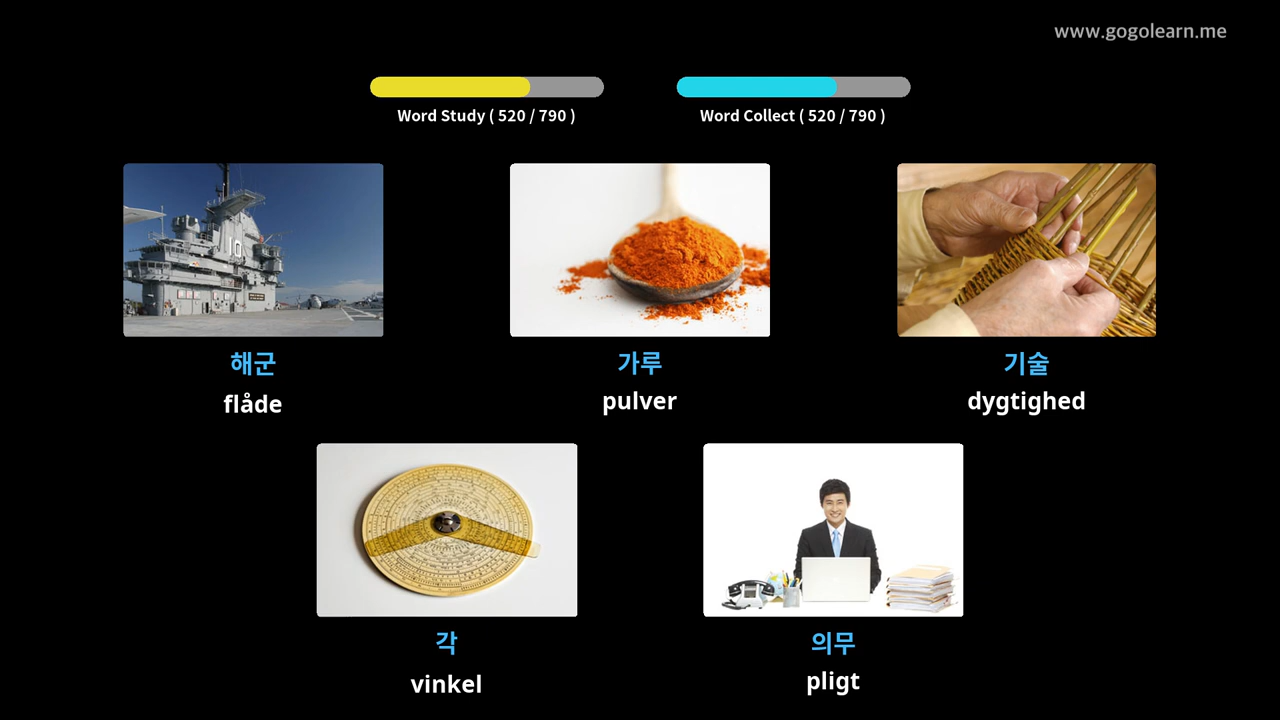 www.gogolearn.me
Word Study ( 520 / 790 )
Word Collect ( 520 / 790 )
10
해군
flåde
가루
pulver
기술
dygtighed
각
vinkel
의무
pligt